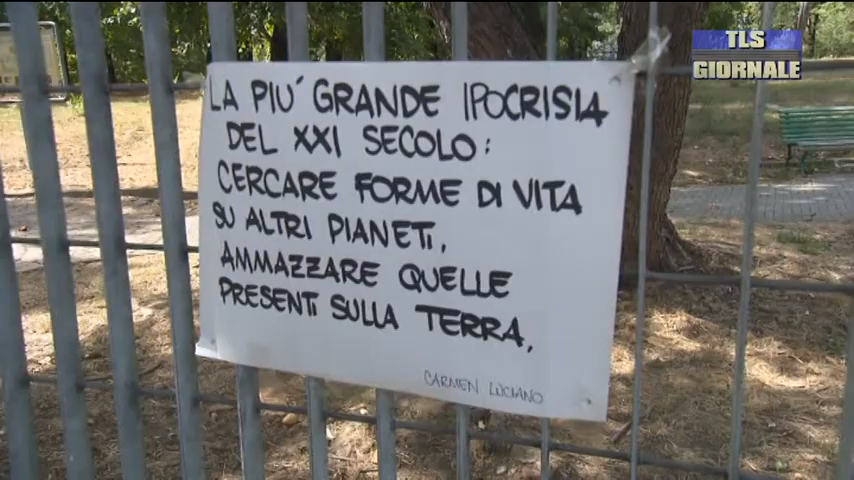 TLS
GIORNALE
LA PIU´ GRANDE IPOCRISIA
DEL XXI SECOLO:
CERCARE FORME DI VITA
SU ALTRI PIANETI,
AMMAZZARE QUELLE
PRESENTI SULLA TERRA,
CARMEN LUCIANO